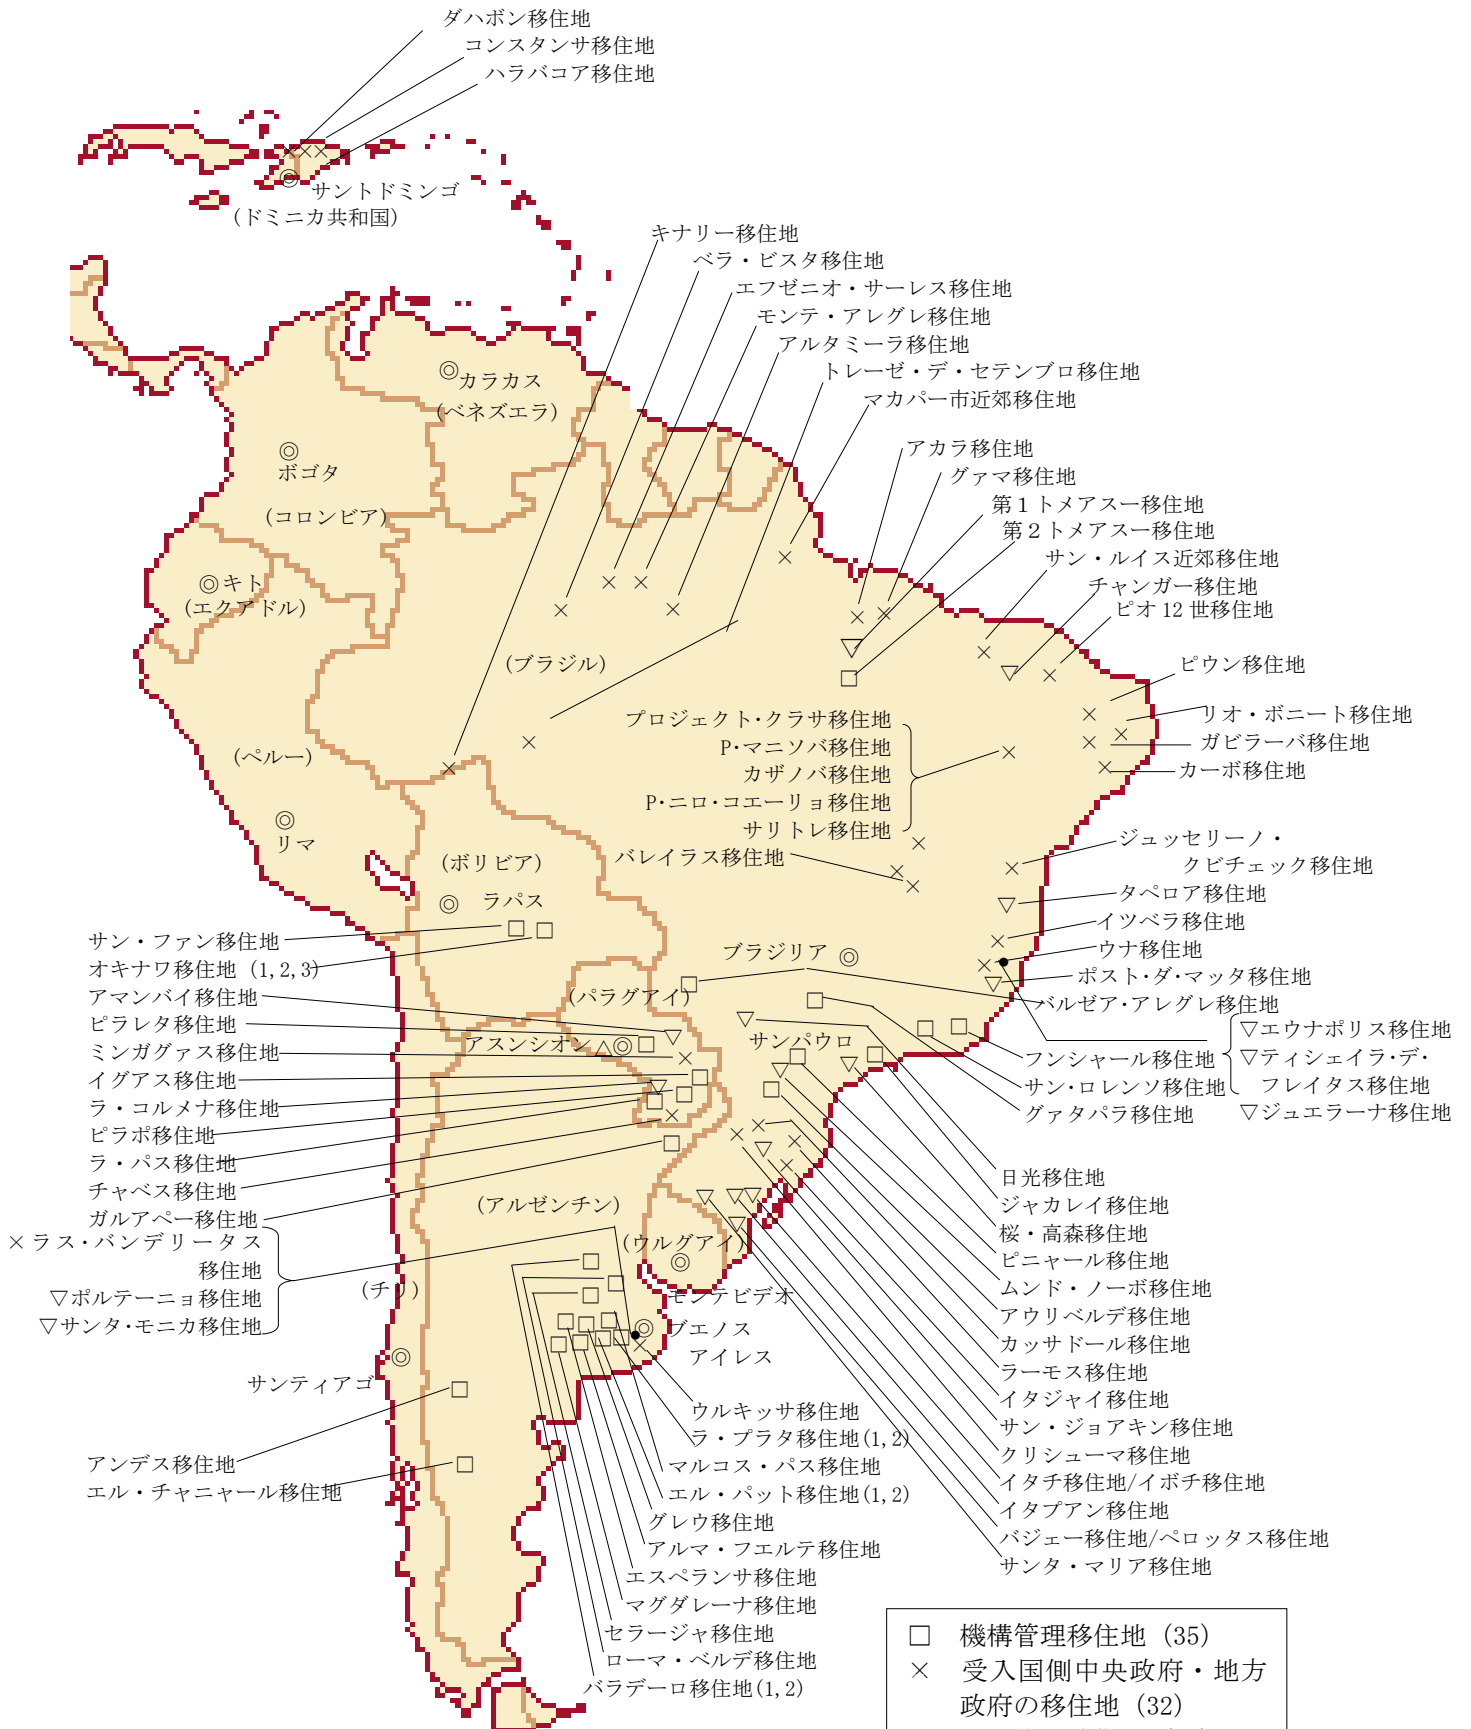 ダハボン移住地
コンスタンサ移住地
ハラバコア移住地
サントドミンゴ
(ドミニカ共和国)
キナリー移住地
ベラ・ビスタ移住地
エフゼニオ・サーレス移住地
モンテ・アレグレ移住地
アルタミーラ移住地
トレーゼ・デ・セテンブロ移住地
マカパー市近郊移住地
カラカス
(ベネズエラ)
アカラ移住地
グァマ移住地
第1トメアスー移住地
第2トメアスー移住地
サン・ルイス近郊移住地
チャンガー移住地
ピオ12世移住地
ボゴタ
(コロンビア)
キト
(エクアドル)
(ブラジル)
ピウン移住地
リオ・ボニート移住地
ガビラーバ移住地
カーボ移住地
プロジェクト・クラサ移住地
P・マニソバ移住地
カザノバ移住地
P・ニロ・コエーリョ移住地
サリトレ移住地
バレイラス移住地
(ペルー)
リマ
(ボリビア)
ラパス
ジュッセリーノ・
クビチェック移住地
タペロア移住地
イツベラ移住地
ウナ移住地
ポスト・ダ・マッタ移住地
バルゼア・アレグレ移住地
ブラジリア
サン・ファン移住地
オキナワ移住地 (1,2,3)
アマンバイ移住地
ピラレタ移住地
ミンガグァス移住地
イグアス移住地
ラ・コルメナ移住地
ピラポ移住地
ラ・パス移住地
チャベス移住地
ガルアペー移住地
(パラグアイ)
アスンシオン
サンパウロ
▽エウナポリス移住地
▽ティシェイラ・デ・
フレイタス移住地
▽ジュエラーナ移住地
フンシャール移住地
サン・ロレンソ移住地
グァタパラ移住地
×ラス・バンデリータス
移住地
▽ポルテーニョ移住地
▽サンタ・モニカ移住地
(アルゼンチン)
(ウルグアイ)
(チリ)
モンテビデオ
ブエノス
アイレス
サンティアゴ
アンデス移住地
エル・チャニャール移住地
日光移住地
ジャカレイ移住地
桜・高森移住地
ピニャール移住地
ムンド・ノーボ移住地
アウリベルデ移住地
カッサドール移住地
ラーモス移住地
イタジャイ移住地
サン・ジョアキン移住地
クリシューマ移住地
イタチ移住地/イボチ移住地
イタプアン移住地
バジェー移住地/ペロッタス移住地
サンタ・マリア移住地
ウルキッサ移住地
ラ・プラタ移住地(1,2)
マルコス・パス移住地
エル・パット移住地(1,2)
グレウ移住地
アルマ・フエルテ移住地
エスペランサ移住地
マグダレーナ移住地
セラージャ移住地
ローマ・ベルデ移住地
バラデーロ移住地(1,2)
□ 機構管理移住地 (35)
× 受入国側中央政府・地方
政府の移住地 (32)